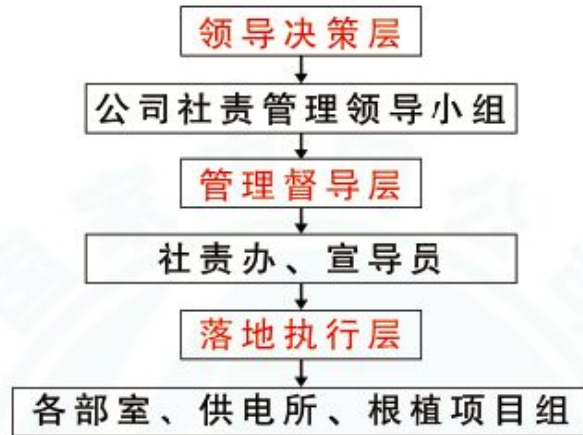 领导决策层
公司社责管理领导小组
管理督导层
社责办、宣导员
落地执行层
各部室、供电所、根植项目组